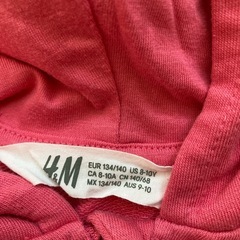 H&M
EUR 134/140 US 8-10Y
CA 8-10A CN 140/68
MX 134/140 AUS 9-10